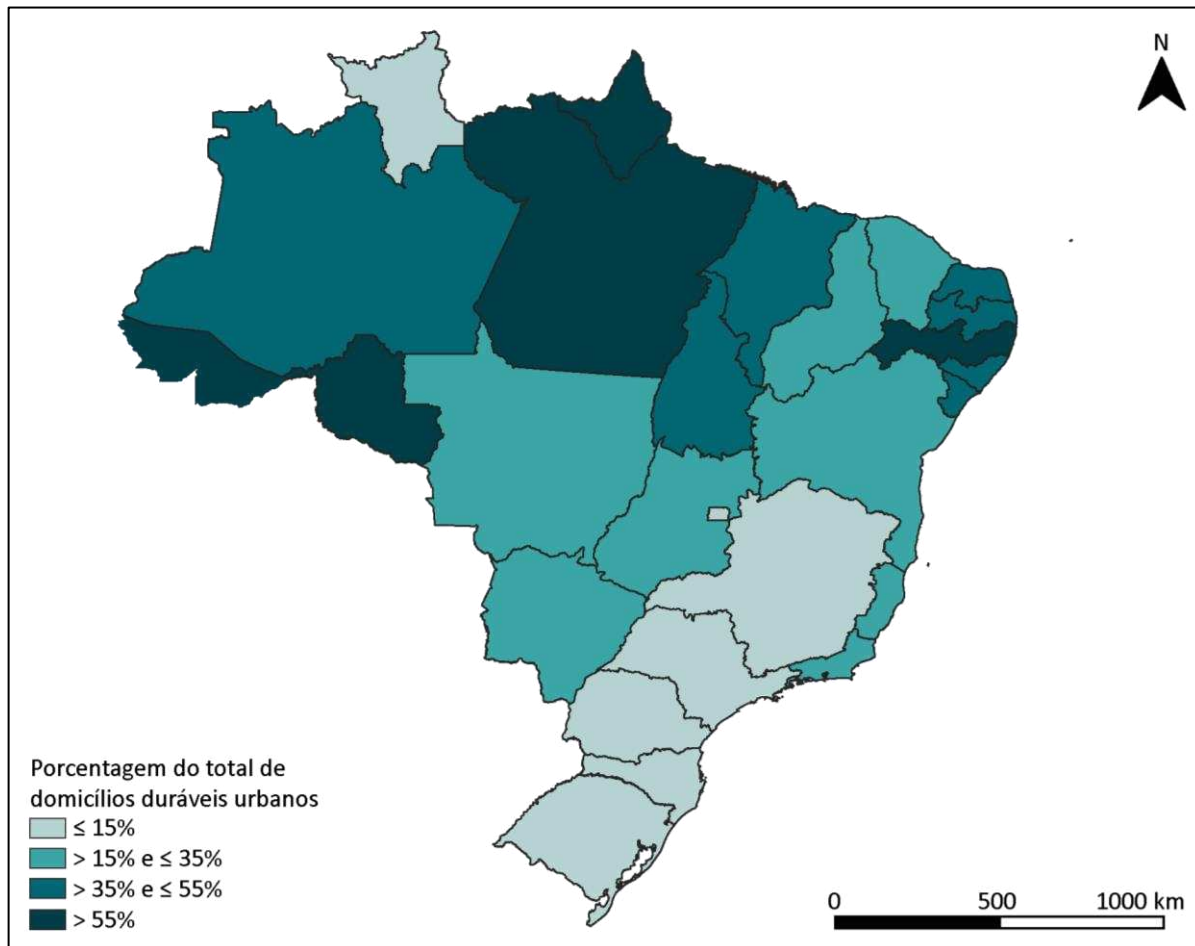 N
Porcentagem do total de
domicílios duráveis urbanos
≤ 15%
> 15% e ≤ 35%
> 35% e ≤ 55%
> 55%
0 500 1000 km